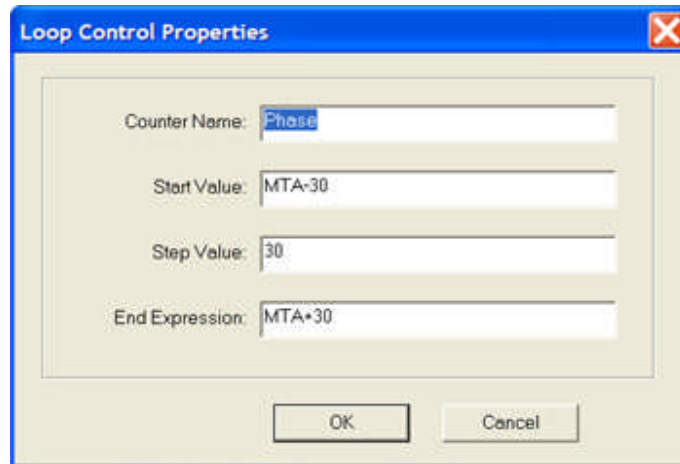 Loop Control Properties
Counter Name: Phase
Start Value: MTA-30
Step Value: 30
End Expression: MTA+30
OK Cancel